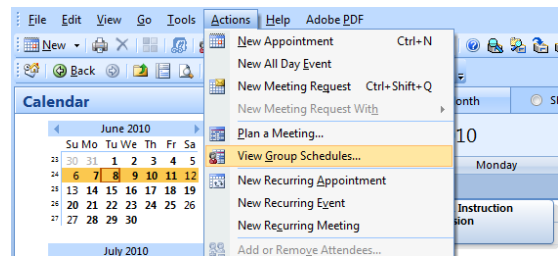 File Edit View Go Tools Actions Help Adobe PDF
New
Back
New Appointment Ctrl+N
New All Day Event
New Meeting Request Ctrl+Shift+Q
New Meeting Request With
Plan a Meeting...
View Group Schedules...
New Recurring Appointment
New Recurring Event
New Recurring Meeting
Add or Remove Attendees...
Calendar
June 2010
Su Mo Tu We Th Fr Sa
23 30 31 1 2 3 4 5
24 6 7 8 9 10 11 12
25 13 14 15 16 17 18 19
26 20 21 22 23 24 25 26
27 27 28 29 30
July 2010
onth
10
Monday
Instruction
sion